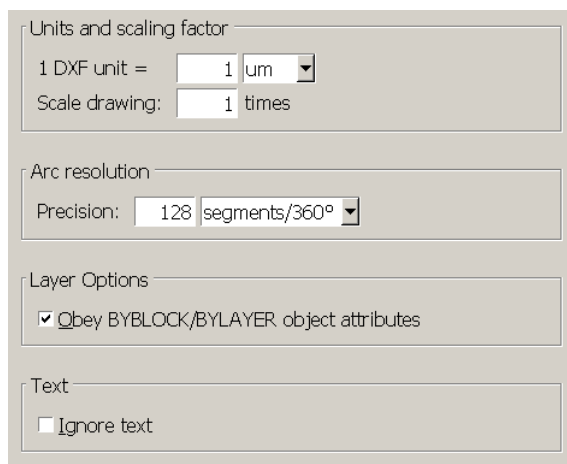 Units and scaling factor
1 DXF unit = 1 um
Scale drawing: 1 times
Arc resolution
Precision: 128 segments/360º
Layer Options
Obey BYBLOCK/BYLAYER object attributes
Text
Ignore text